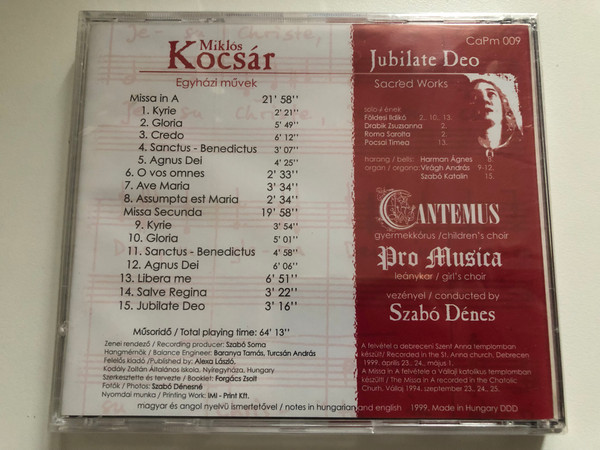 Miklós
Kocsár
Egyházi művek
Missa in A 21' 58''
1. Kyrie 2' 21''
2. Gloria 5' 49''
3. Credo 6' 12''
4. Sanctus - Benedictus 3' 07''
5. Agnus Dei 4' 25''
6. O vos omnes 2' 33''
7. Ave Maria 3' 34''
8. Assumpta est Maria 2' 34''
Missa Secunda 19' 58''
9. Kyrie 3' 54''
10. Gloria 5' 01''
11. Sanctus - Benedictus 4' 58''
12. Agnus Dei 6' 06''
13. Libera me 6' 51''
14. Salve Regina 3' 22''
15. Jubilate Deo 3' 16''
Műsoridő / Total playing time: 64' 13''
Zenei rendező / Recording producer: Szabó Soma
Hangmérnök / Balance Engineer: Baranya Tamás, Turcsán András
Felelős kiadó /Published by: Alexa László,
Kodály Zoltán Általános Iskola, Nyíregyháza, Hungary
Szerkesztette és tervezte / Booklet: Forgács Zsolt
Fotók / Photos: Szabó Dénesné
Nyomdai munka / Printing Work: IMI - Print Kft.
magyar és angol nyelvű ismertetővel / notes in hungarian and english 1999, Made in Hungary DDD
CaPm 009
Jubilate Deo
Sacred Works
solo / ének
Földesi Ildikó 2, 10, 13.
Drabik Zsuzsanna 2.
Roma Sarolta 2.
Pocsai Tímea 13.
harang / bells: Harman Ágnes
organ / orgona: Virágh András 9-12,
Szabó Katalin 15.
Cantemus
gyermekkórus /children's choir
Pro Musica
leánykar / girl's choir
vezényel / conducted by
Szabó Dénes
A felvétel a debreceni Szent Anna templomban
készült/ Recorded in the St. Anna church, Debrecen
1999. április 23., 24., május 1.
A Missa in A felvétele a Vállaji katolikus templomban
készült / The Missa in A recorded in the Chatolic
Churh, Vállaj 1994. szeptember 23., 24., 25.